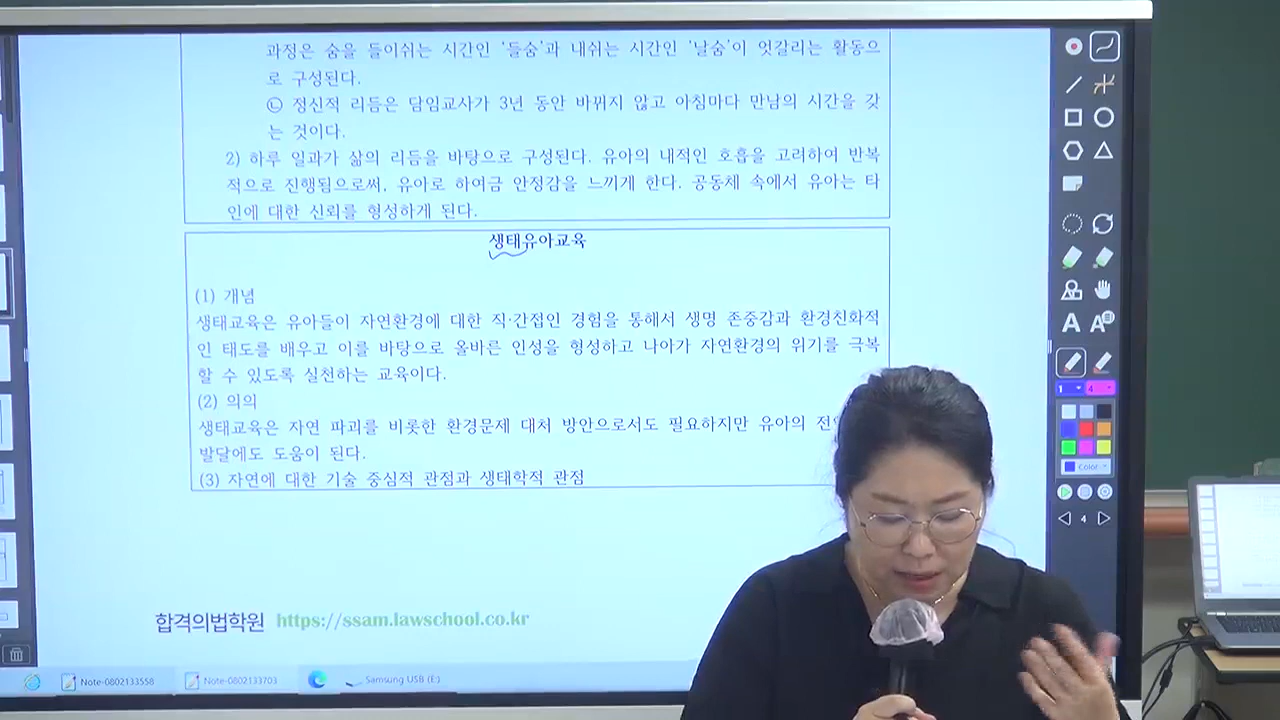 과정은 숨을 들이쉬는 시간인 '들숨'과 내쉬는 시간인 '날숨'이 엇갈리는 활동으
로 구성된다.
㉡ 정신적 리듬은 담임교사가 3년 동안 바뀌지 않고 아침마다 만남의 시간을 갖
는 것이다.
2) 하루 일과가 삶의 리듬을 바탕으로 구성된다. 유아의 내적인 호흡을 고려하여 반복
적으로 진행됨으로써, 유아로 하여금 안정감을 느끼게 한다. 공동체 속에서 유아는 타
인에 대한 신뢰를 형성하게 된다.
생태유아교육
(1) 개념
생태교육은 유아들이 자연환경에 대한 직·간접인 경험을 통해서 생명 존중감과 환경친화적
인 태도를 배우고 이를 바탕으로 올바른 인성을 형성하고 나아가 자연환경의 위기를 극복
할 수 있도록 실천하는 교육이다.
(2) 의의
생태교육은 자연 파괴를 비롯한 환경문제 대처 방안으로서도 필요하지만 유아의
발달에도 도움이 된다.
(3) 자연에 대한 기술 중심적 관점과 생태학적 관점
합격의법학원 https://ssam.lawschool.co.kr
Note-0802133558 Note-0802133703 Samsung USB (E:)
A A
1 4
Color
4